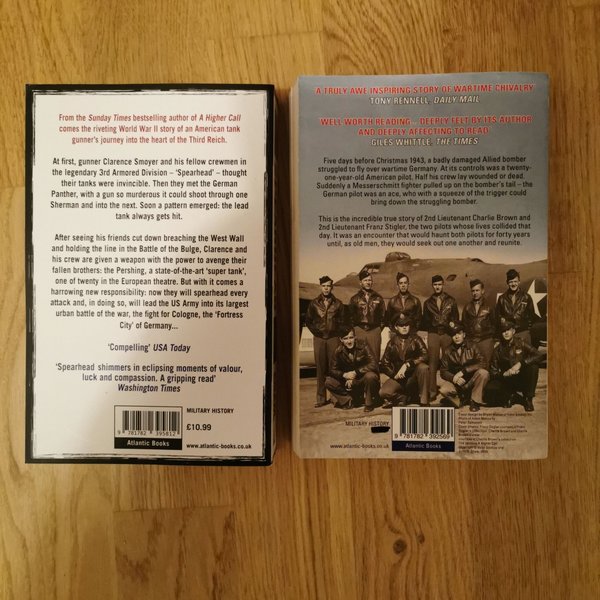 From the Sunday Times bestselling author of A Higher Call
comes the riveting World War II story of an American tank
gunner's journey into the heart of the Third Reich.
At first, gunner Clarence Smoyer and his fellow crewmen in
the legendary 3rd Armored Division – 'Spearhead' –
thought their tanks were invincible. Then they met the German
Panther, with a gun so murderous it could shoot through one
Sherman and into the next. Soon a pattern emerged: the lead
tank always gets hit.
After seeing his friends cut down breaching the West Wall
and holding the line in the Battle of the Bulge, Clarence and
his crew are given a weapon with the power to avenge their
fallen brothers: the Pershing, a state-of-the-art 'super tank',
one of twenty in the European theatre. But with it comes a
harrowing new responsibility: now they will spearhead every
attack and, in doing so, will lead the US Army into its largest
urban battle of the war, the fight for Cologne, the 'Fortress
City' of Germany...
'Compelling' USA Today
'Spearhead shimmers in eclipsing moments of valour,
luck and compassion. A gripping read'
Washington Times
9 781782 395812
Atlantic Books
MILITARY HISTORY
£10.99
www.atlantic-books.co.uk
A TRULY AWE INSPIRING STORY OF WARTIME CHIVALRY
TONY RENNELL, DAILY MAIL
WELL WORTH READING... DEEPLY FELT BY ITS AUTHOR
AND DEEPLY AFFECTING TO READ
GILES WHITTLE, THE TIMES
Five days before Christmas 1943, a badly damaged Allied bomber
struggled to fly over wartime Germany. At its controls was a twenty-
one-year-old American pilot. Half his crew lay wounded or dead.
Suddenly a Messerschmitt fighter pulled up on the bomber's tail – the
German pilot was an ace, who with a squeeze of the trigger could
bring down the struggling bomber.
This is the incredible true story of 2nd Lieutenant Charlie Brown and
2nd Lieutenant Franz Stigler, the two pilots whose lives collided that
day. It was an encounter that would haunt both pilots for forty years
until, as old men, they would seek out one another and reunite.
MILITARY HISTORY
www.atlantic-books.co.uk
9 781782 392569
Atlantic Books